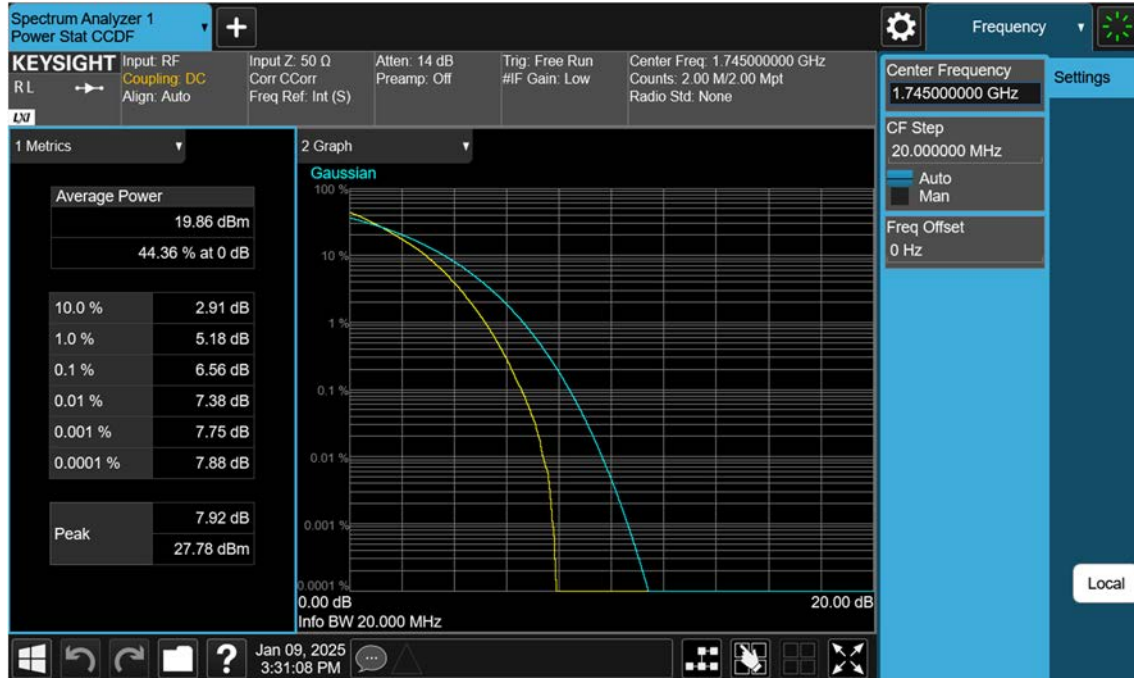 Spectrum Analyzer 1
Power Stat CCDF
Frequency
KEYSIGHT
R L
LXI
Input: RF
Coupling: DC
Align: Auto
Input Z: 50 Ω
Corr CCorr
Freq Ref: Int (S)
Atten: 14 dB
Preamp: Off
Trig: Free Run
#IF Gain: Low
Center Freq: 1.745000000 GHz
Counts: 2.00 M/2.00 Mpt
Radio Std: None
Center Frequency
1.745000000 GHz
Settings
CF Step
20.000000 MHz
Auto
Man
Freq Offset
0 Hz
1 Metrics
Average Power
19.86 dBm
44.36 % at 0 dB
10.0 % 2.91 dB
1.0 % 5.18 dB
0.1 % 6.56 dB
0.01 % 7.38 dB
0.001 % 7.75 dB
0.0001 % 7.88 dB
Peak 7.92 dB
27.78 dBm
2 Graph
Gaussian
100 %
10 %
1 %
0.1 %
0.01 %
0.001 %
0.0001 %
0.00 dB 20.00 dB
Info BW 20.000 MHz
Local
?
Jan 09, 2025
3:31:08 PM